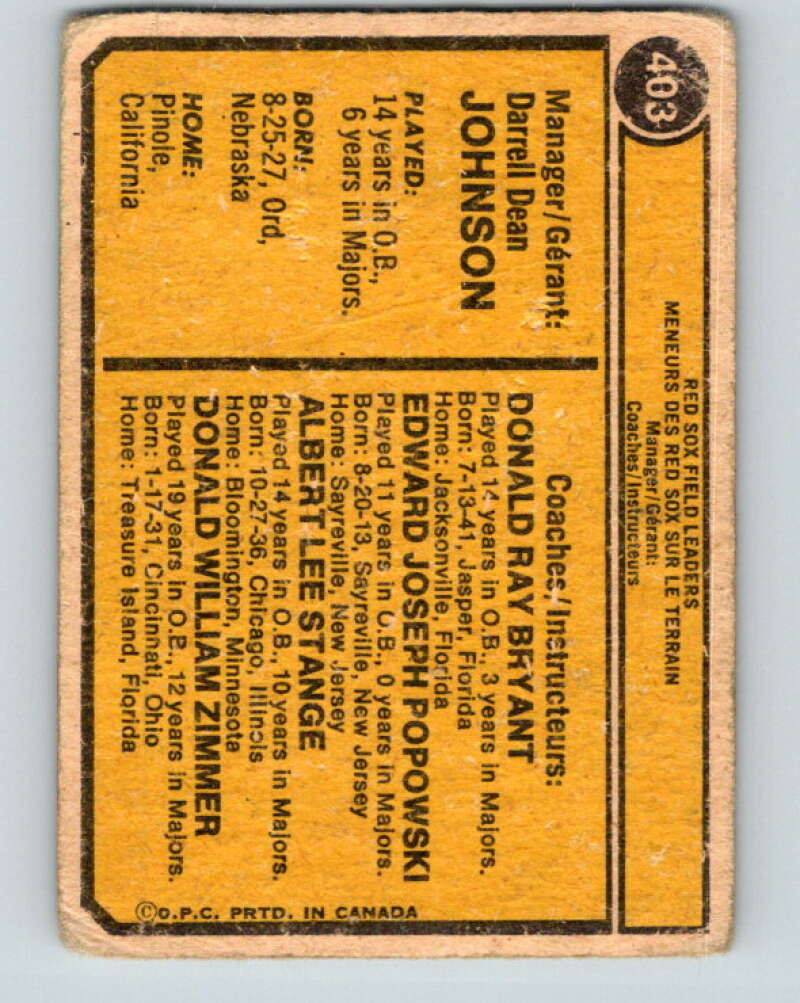 403
RED SOX FIELD LEADERS
MENEURS DES RED SOX SUR LE TERRAIN
Manager/Gérant:
Coaches/Instructeurs
Manager/Gérant:
Darrell Dean
JOHNSON
PLAYED:
14 years in O.B.,
6 years in Majors.
BORN:
8-25-27, Ord,
Nebraska
HOME:
Pinole,
California
Coaches/Instructeurs:
DONALD RAY BRYANT
Played 14 years in O.B., 3 years in Majors.
Born: 7-13-41, Jasper, Florida
Home: Jacksonville, Florida
EDWARD JOSEPH POPOWSKI
Played 11 years in O.B., 0 years in Majors.
Born: 8-20-13, Sayreville, New Jersey
Home: Sayreville, New Jersey
ALBERT LEE STANGE
Played 14 years in O.B., 10 years in Majors.
Born: 10-27-36, Chicago, Illinois
Home: Bloomington, Minnesota
DONALD WILLIAM ZIMMER
Played 19 years in O.B., 12 years in Majors.
Born: 1-17-31, Cincinnati, Ohio
Home: Treasure Island, Florida
©O.P.C. PRTD. IN CANADA